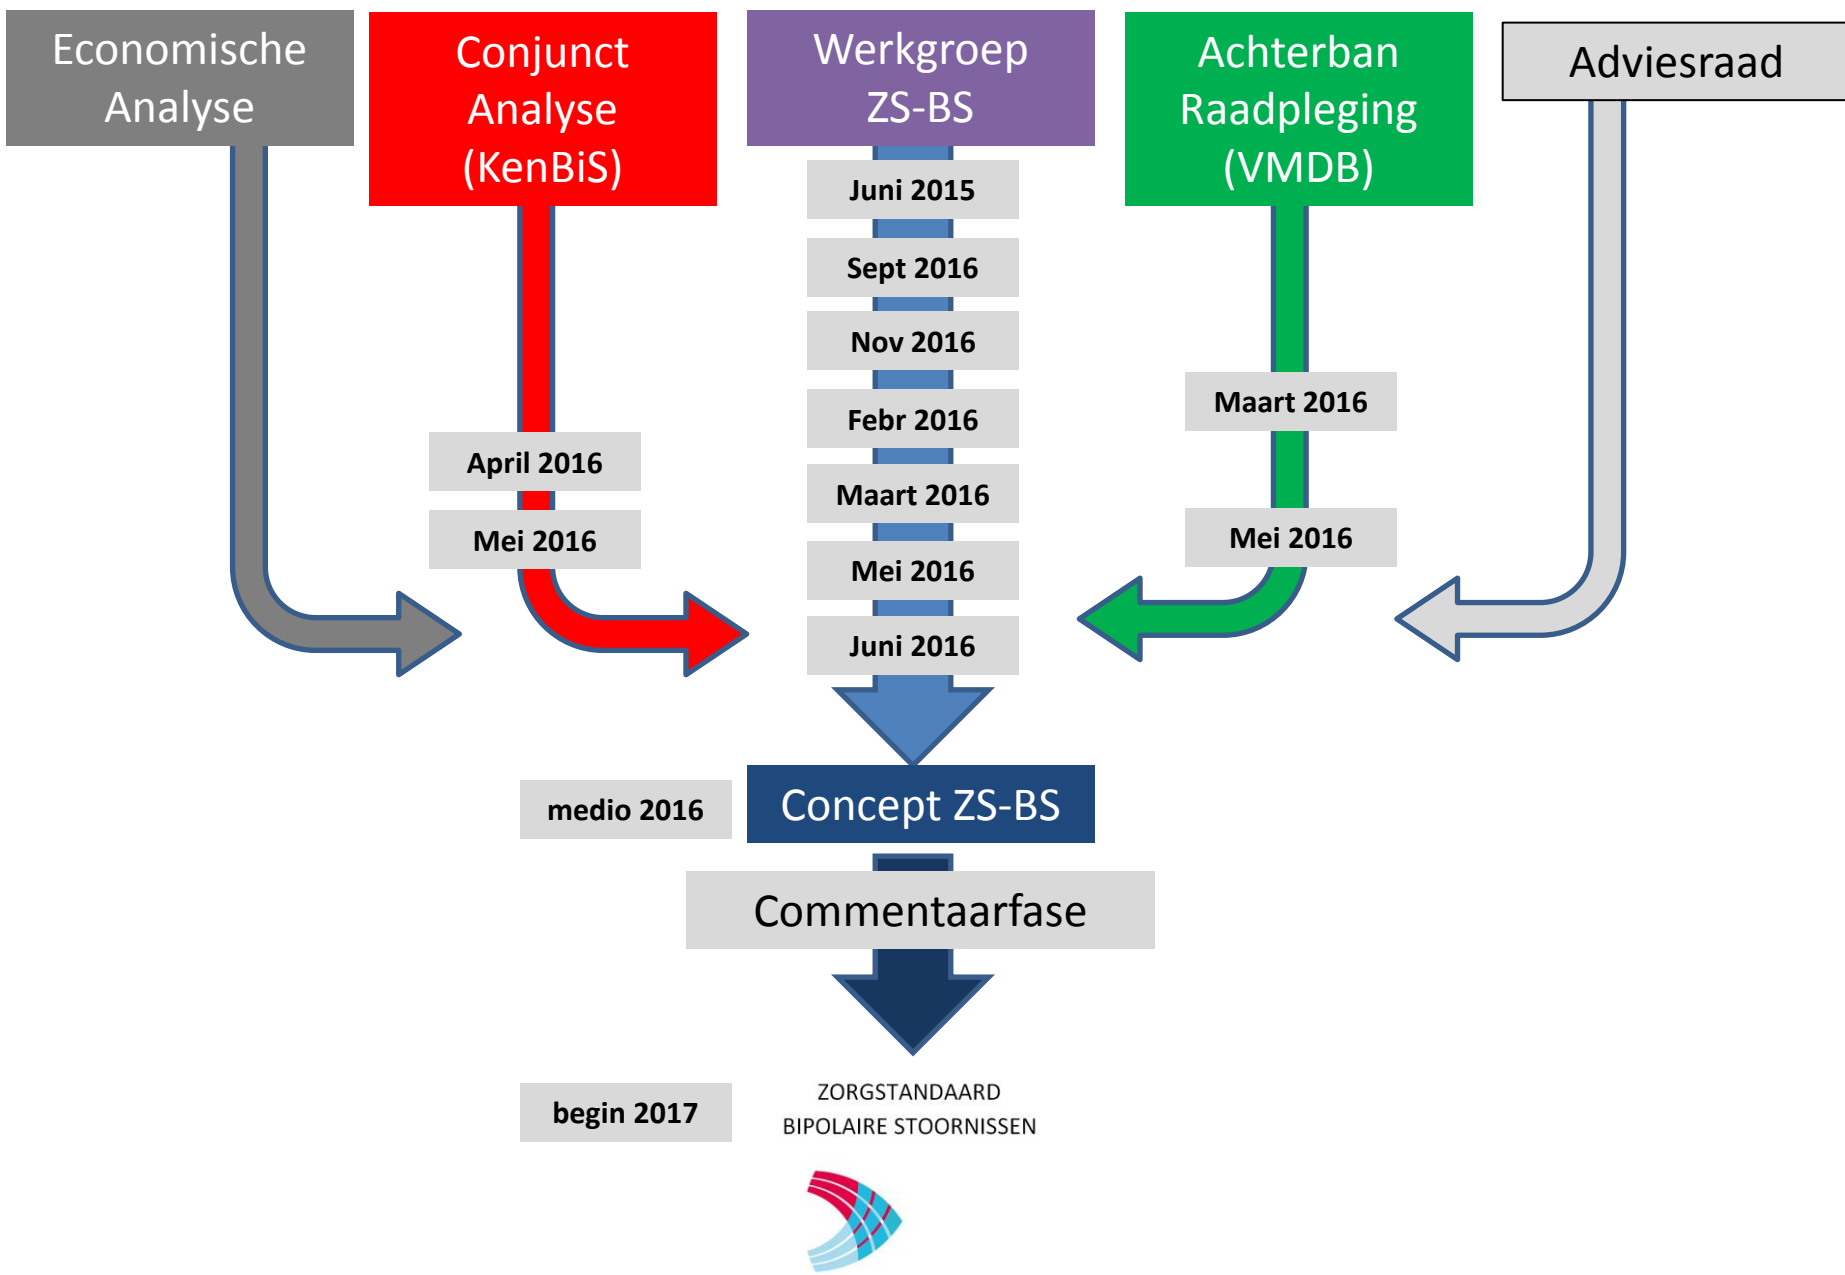 Economische
Analyse
Conjunct
Analyse
(KenBiS)
Werkgroep
ZS-BS
Achterban
Raadpleging
(VMDB)
Adviesraad
Juni 2015
Sept 2016
Nov 2016
Febr 2016
Maart 2016
Mei 2016
Juni 2016
April 2016
Mei 2016
Maart 2016
Mei 2016
medio 2016
Concept ZS-BS
Commentaarfase
begin 2017
ZORGSTANDAARD
BIPOLAIRE STOORNISSEN